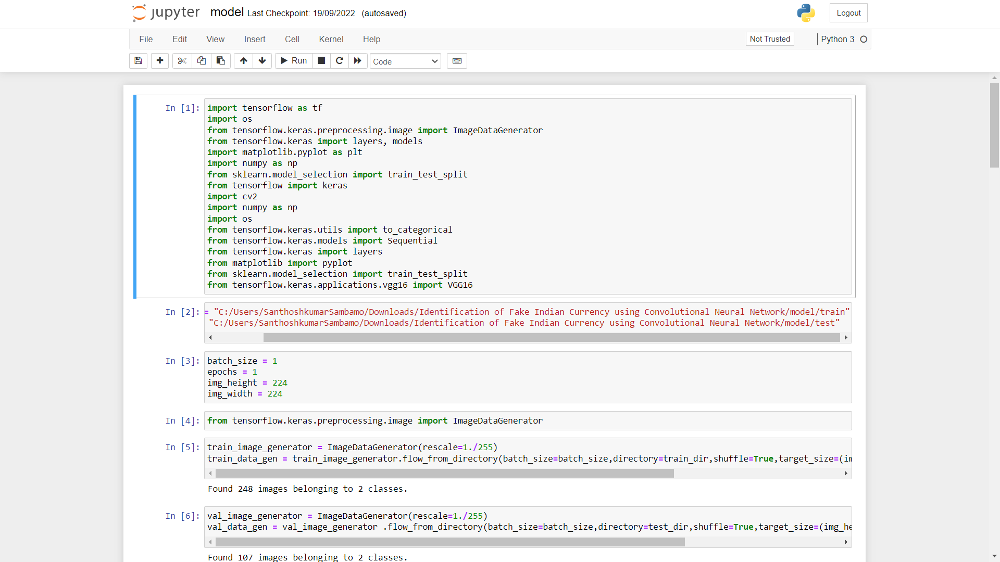 jupyter model Last Checkpoint: 19/09/2022 (autosaved) Logout
File Edit View Insert Cell Kernel Help Not Trusted Python 3
Run Code
In [1]: import tensorflow as tf
import os
from tensorflow.keras.preprocessing.image import ImageDataGenerator
from tensorflow.keras import layers, models
import matplotlib.pyplot as plt
import numpy as np
from sklearn.model_selection import train_test_split
from tensorflow import keras
import cv2
import numpy as np
import os
from tensorflow.keras.utils import to_categorical
from tensorflow.keras.models import Sequential
from tensorflow.keras import layers
from matplotlib import pyplot
from sklearn.model_selection import train_test_split
from tensorflow.keras.applications.vgg16 import VGG16
In [2]: = "C:/Users/SanthoshkumarSambamo/Downloads/Identification of Fake Indian Currency using Convolutional Neural Network/model/train"
"C:/Users/SanthoshkumarSambamo/Downloads/Identification of Fake Indian Currency using Convolutional Neural Network/model/test"
In [3]: batch_size = 1
epochs = 1
img_height = 224
img_width = 224
In [4]: from tensorflow.keras.preprocessing.image import ImageDataGenerator
In [5]: train_image_generator = ImageDataGenerator(rescale=1./255)
train_data_gen = train_image_generator.flow_from_directory(batch_size=batch_size,directory=train_dir,shuffle=True,target_size=(im
Found 248 images belonging to 2 classes.
In [6]: val_image_generator = ImageDataGenerator(rescale=1./255)
val_data_gen = val_image_generator .flow_from_directory(batch_size=batch_size,directory=test_dir,shuffle=True,target_size=(img_he
Found 107 images belonging to 2 classes.